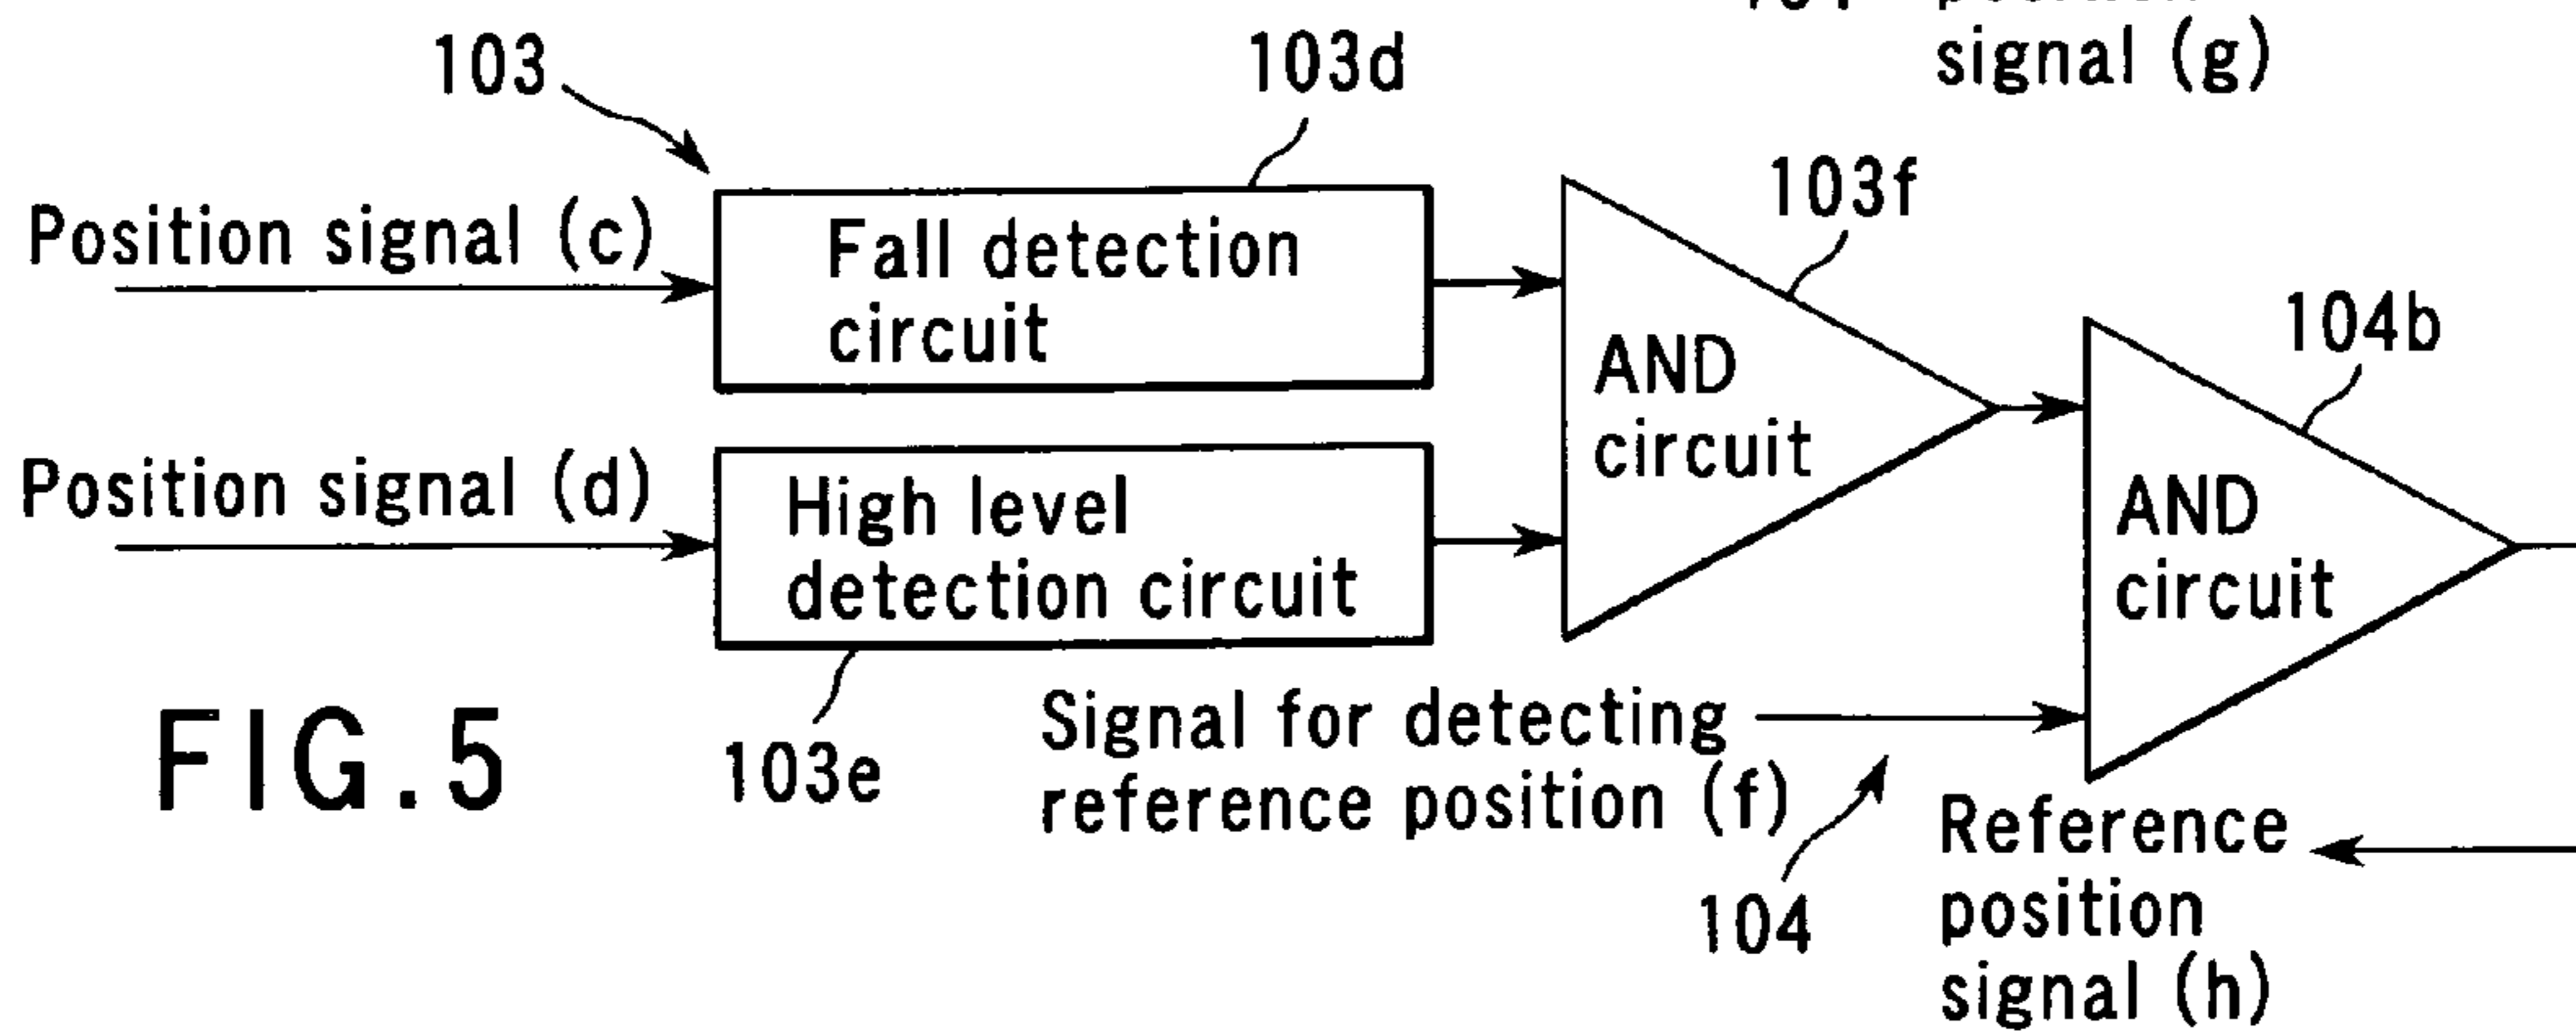 signal (g)
103
103d
103f
104b
Position signal (c)
Fall detection
circuit
AND
circuit
AND
circuit
Position signal (d)
High level
detection circuit
103e
Signal for detecting
reference position (f)
104
Reference
position
signal (h)
FIG.5